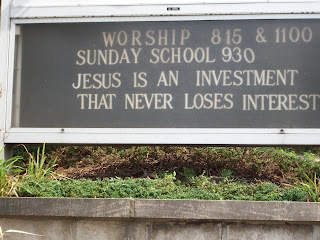 WORSHIP 815 & 1100
SUNDAY SCHOOL 930
JESUS IS AN INVESTMENT
THAT NEVER LOSES INTEREST